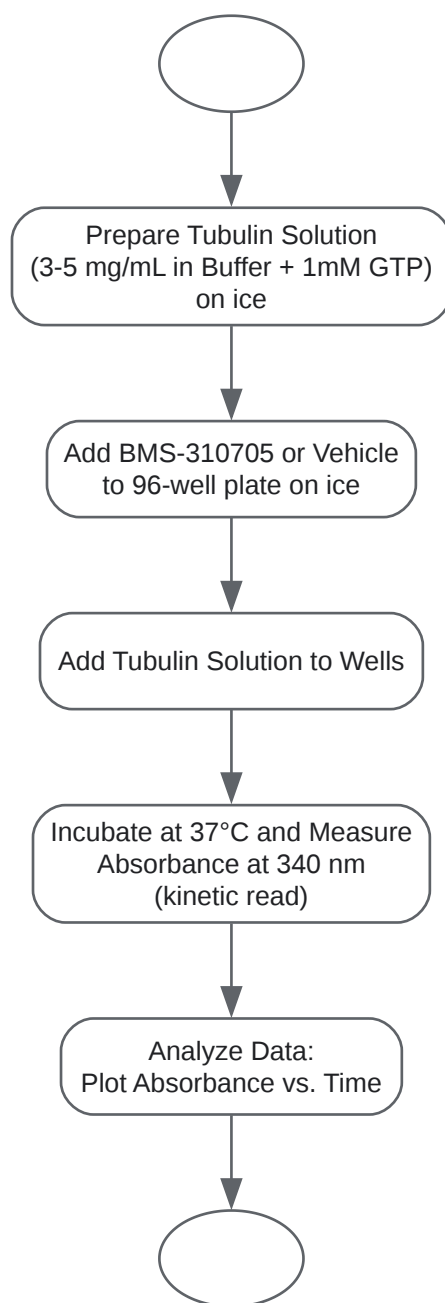 Prepare Tubulin Solution
(3-5 mg/mL in Buffer + 1mM GTP)
on ice
Add BMS-310705 or Vehicle
to 96-well plate on ice
Add Tubulin Solution to Wells
Incubate at 37°C and Measure
Absorbance at 340 nm
(kinetic read)
Analyze Data:
Plot Absorbance vs. Time